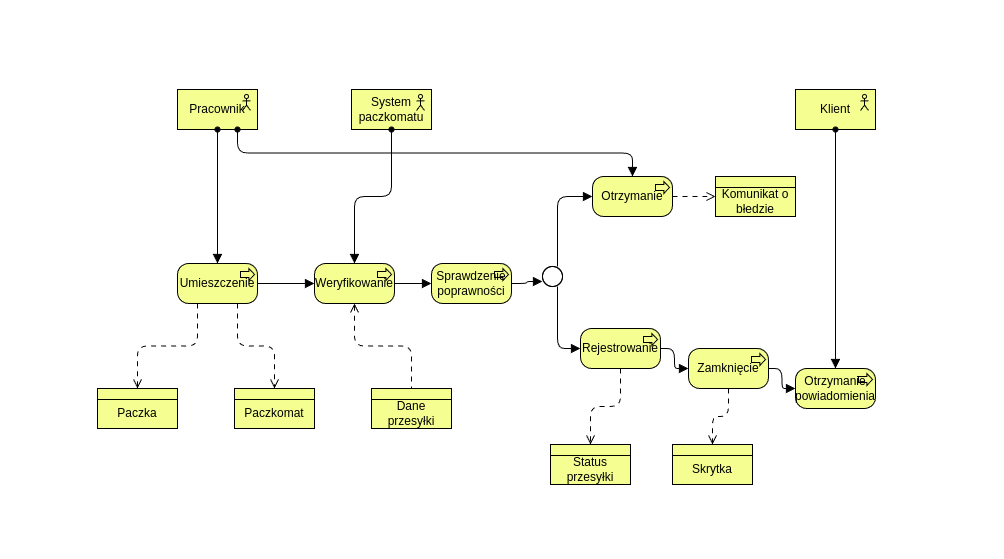 Pracownik
System
paczkomatu
Klient
Otrzymanie
Komunikat o
błedzie
Umieszczenie
Weryfikowanie
Sprawdzenie
poprawności
Rejestrowanie
Zamknięcie
Otrzymanie
powiadomienia
Paczka
Paczkomat
Dane
przesyłki
Status
przesyłki
Skrytka